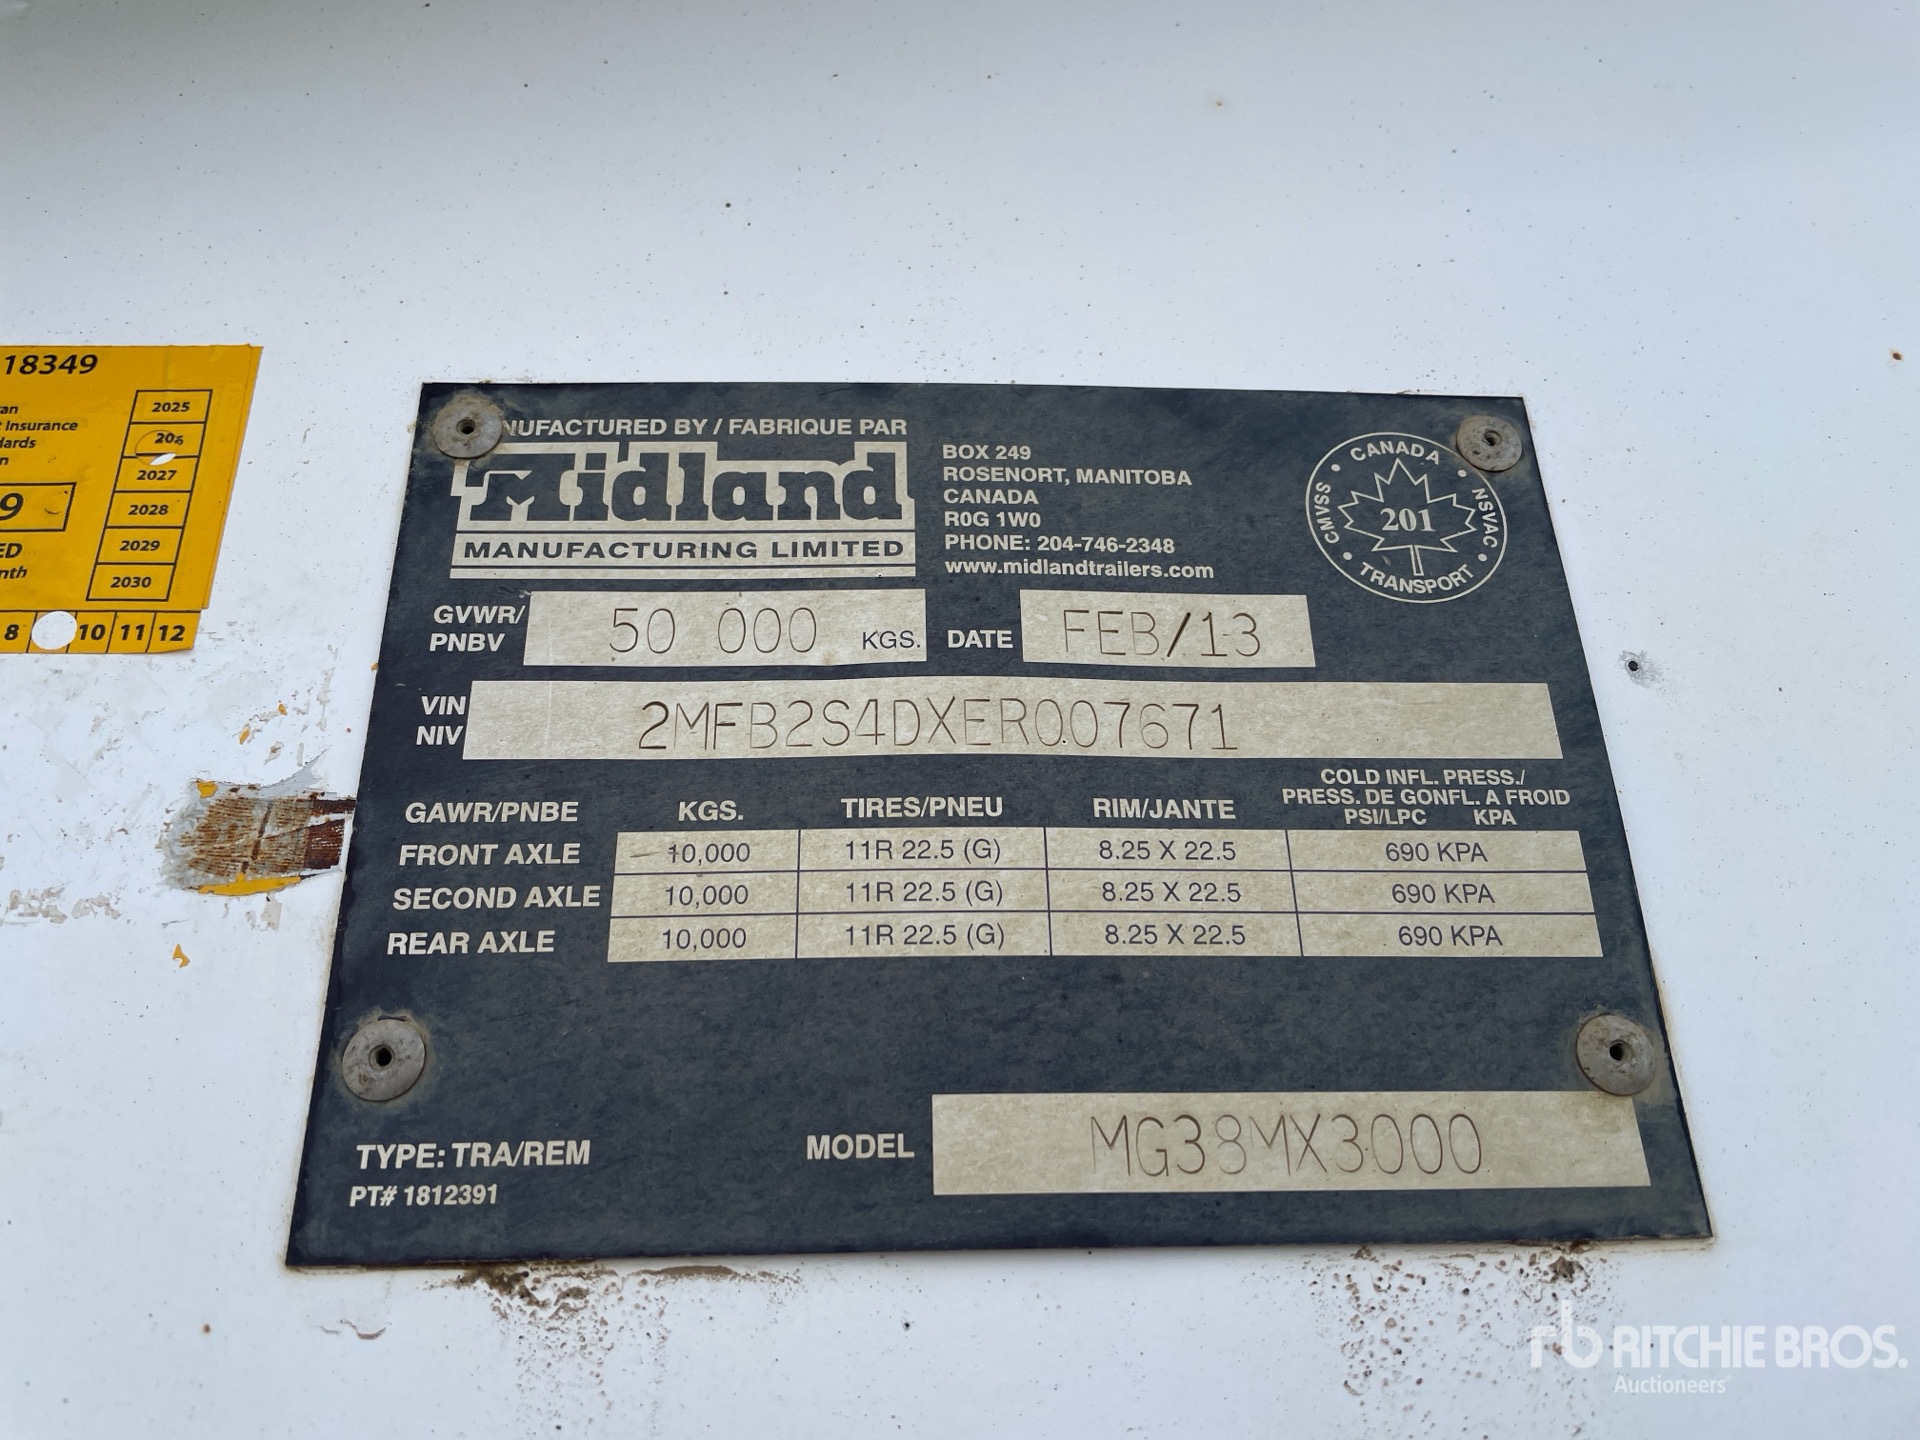 18349
2025
Insurance
2027
9
2028
2029
2030
8 10 11 12
NUFACTURED BY / FABRIQUE PAR
Midland
MANUFACTURING LIMITED
BOX 249
ROSENORT, MANITOBA
CANADA
R0G 1W0
PHONE: 204-746-2348
www.midlandtrailers.com
CANADA
CMVSS 201 NSVAC
TRANSPORT
GVWR/ PNBV 50 000 KGS. DATE FEB/13
VIN NIV 2MFB2S4DXER007671
GAWR/PNBE KGS. TIRES/PNEU RIM/JANTE COLD INFL. PRESS./
PRESS. DE GONFL. A FROID
PSI/LPC KPA
FRONT AXLE 10,000 11R 22.5 (G) 8.25 X 22.5 690 KPA
SECOND AXLE 10,000 11R 22.5 (G) 8.25 X 22.5 690 KPA
REAR AXLE 10,000 11R 22.5 (G) 8.25 X 22.5 690 KPA
TYPE: TRA/REM MODEL MG38MX3000
PT# 1812391
rb RITCHIE BROS.
Auctioneers